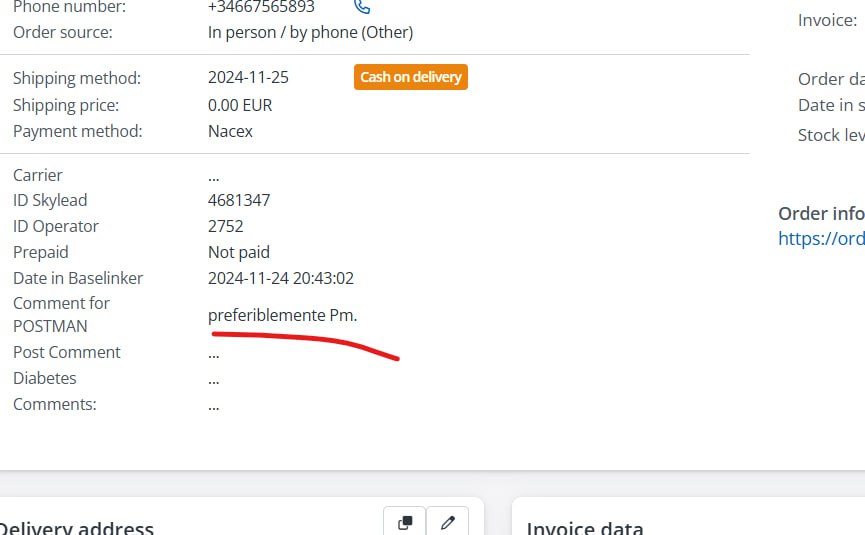 Phone number: +34667565893
Invoice:
Order source: In person / by phone (Other)
Shipping method: 2024-11-25 Cash on delivery
Order da
Shipping price: 0.00 EUR
Date in s
Payment method: Nacex
Stock lev
Carrier ...
ID Skylead 4681347
ID Operator 2752
Order info
Prepaid Not paid
https://ord
Date in Baselinker 2024-11-24 20:43:02
Comment for
POSTMAN preferiblemente Pm.
Post Comment ...
Diabetes ...
Comments: ...
Delivery address
Invoice data